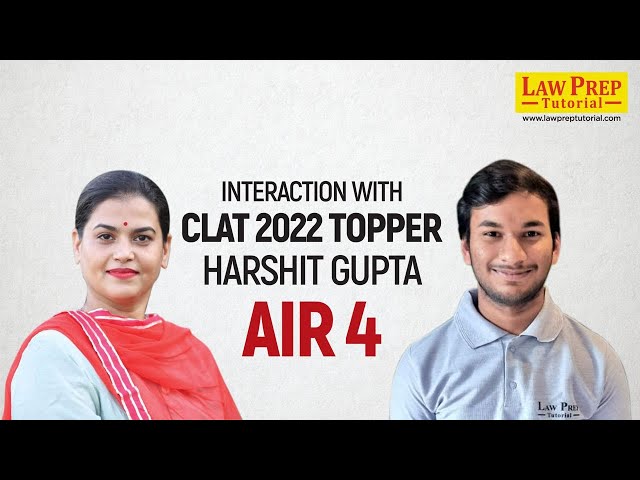 LAW PREP
Tutorial
www.lawpreptutorial.com
INTERACTION WITH
CLAT 2022 TOPPER
HARSHIT GUPTA
AIR 4
LAW PREP
Tutorial